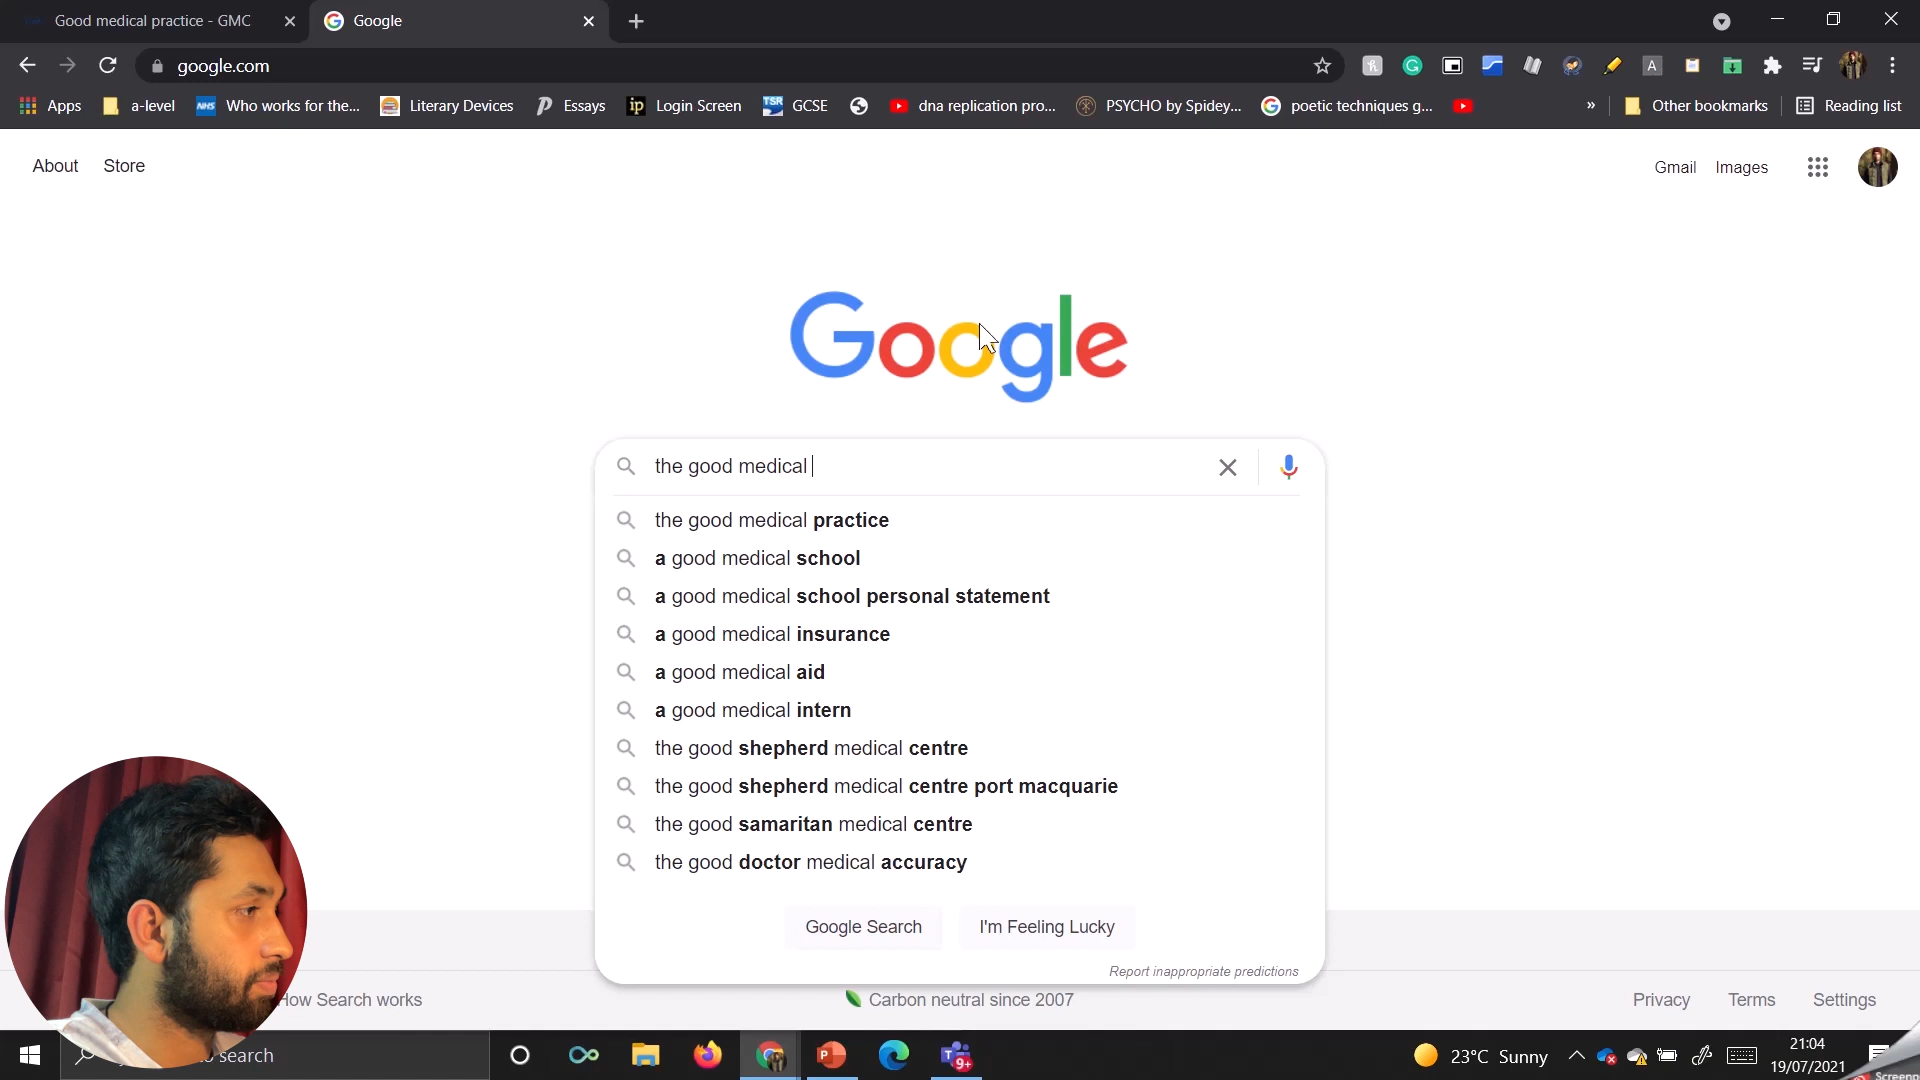 Good medical practice - GMC
Google
google.com
Apps
a-level
NHS
Who works for the...
Literary Devices
Essays
ip
Login Screen
TSR
GCSE
dna replication pro...
PSYCHO by Spidey...
poetic techniques g...
»
Other bookmarks
Reading list
About
Store
Gmail
Images
Google
the good medical
the good medical practice
a good medical school
a good medical school personal statement
a good medical insurance
a good medical aid
a good medical intern
the good shepherd medical centre
the good shepherd medical centre port macquarie
the good samaritan medical centre
the good doctor medical accuracy
Google Search
I'm Feeling Lucky
Report inappropriate predictions
How Search works
Carbon neutral since 2007
Privacy
Terms
Settings
to search
9+
23°C Sunny
21:04
19/07/2021